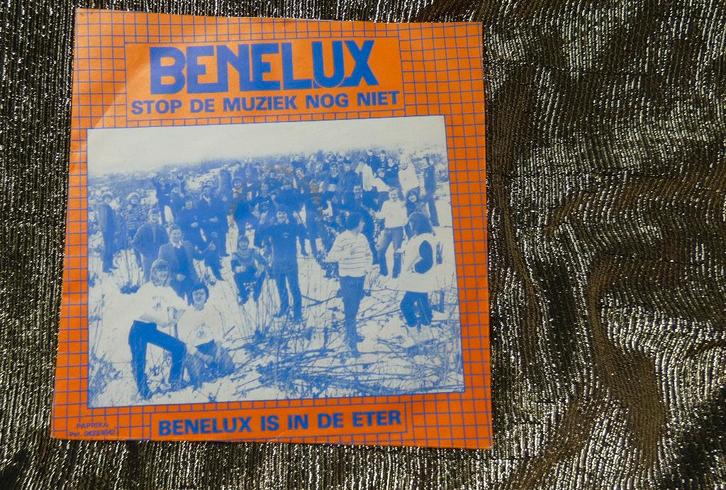 BENELUX
STOP DE MUZIEK NOG NIET
BENELUX IS IN DE ETER
PAPRIKA